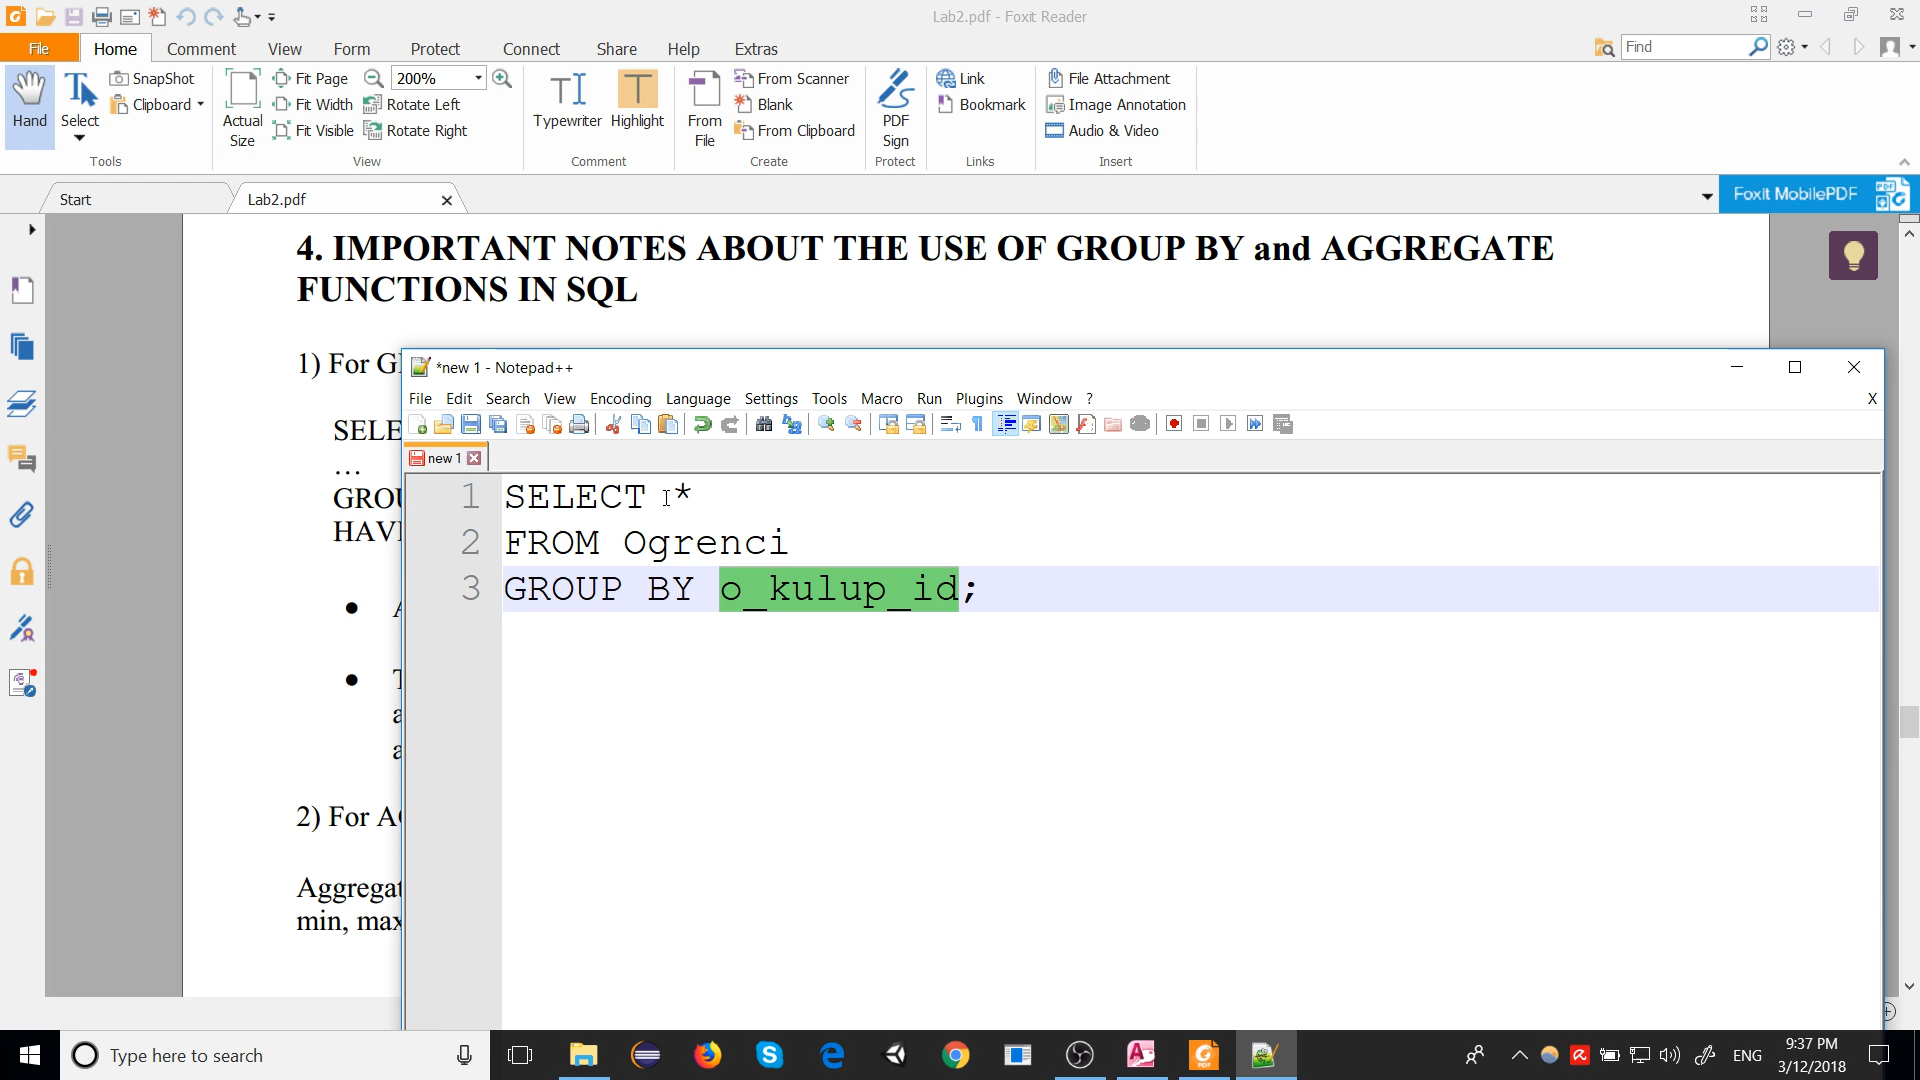 Lab2.pdf - Foxit Reader
File Home Comment View Form Protect Connect Share Help Extras
Find
Hand
Select
SnapShot
Clipboard
Tools
Actual Size
Fit Page
Fit Width
Fit Visible
200%
Rotate Left
Rotate Right
View
Typewriter
Highlight
Comment
From File
From Scanner
Blank
From Clipboard
Create
PDF Sign
Protect
Link
Bookmark
Links
File Attachment
Image Annotation
Audio & Video
Insert
Start
Lab2.pdf
Foxit MobilePDF
4. IMPORTANT NOTES ABOUT THE USE OF GROUP BY and AGGREGATE
FUNCTIONS IN SQL
1) For G
SELE
…
GROU
HAV
2) For A
Aggregat
min, max
*new 1 - Notepad++
File Edit Search View Encoding Language Settings Tools Macro Run Plugins Window ?
X
new 1
1 SELECT *
2 FROM Ogrenci
3 GROUP BY o_kulup_id;
Type here to search
ENG
9:37 PM
3/12/2018